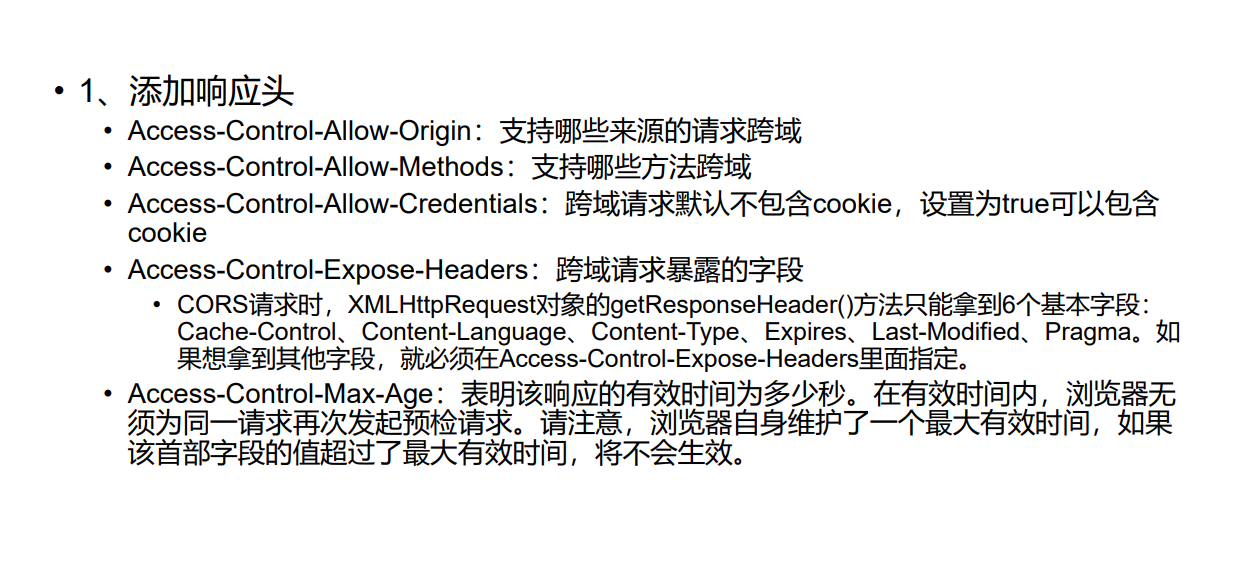 • 1、添加响应头
• Access-Control-Allow-Origin：支持哪些来源的请求跨域
• Access-Control-Allow-Methods：支持哪些方法跨域
• Access-Control-Allow-Credentials：跨域请求默认不包含cookie，设置为true可以包含
cookie
• Access-Control-Expose-Headers：跨域请求暴露的字段
• CORS请求时，XMLHttpRequest对象的getResponseHeader()方法只能拿到6个基本字段：
Cache-Control、Content-Language、Content-Type、Expires、Last-Modified、Pragma。如
果想拿到其他字段，就必须在Access-Control-Expose-Headers里面指定。
• Access-Control-Max-Age：表明该响应的有效时间为多少秒。在有效时间内，浏览器无
须为同一请求再次发起预检请求。请注意，浏览器自身维护了一个最大有效时间，如果
该首部字段的值超过了最大有效时间，将不会生效。